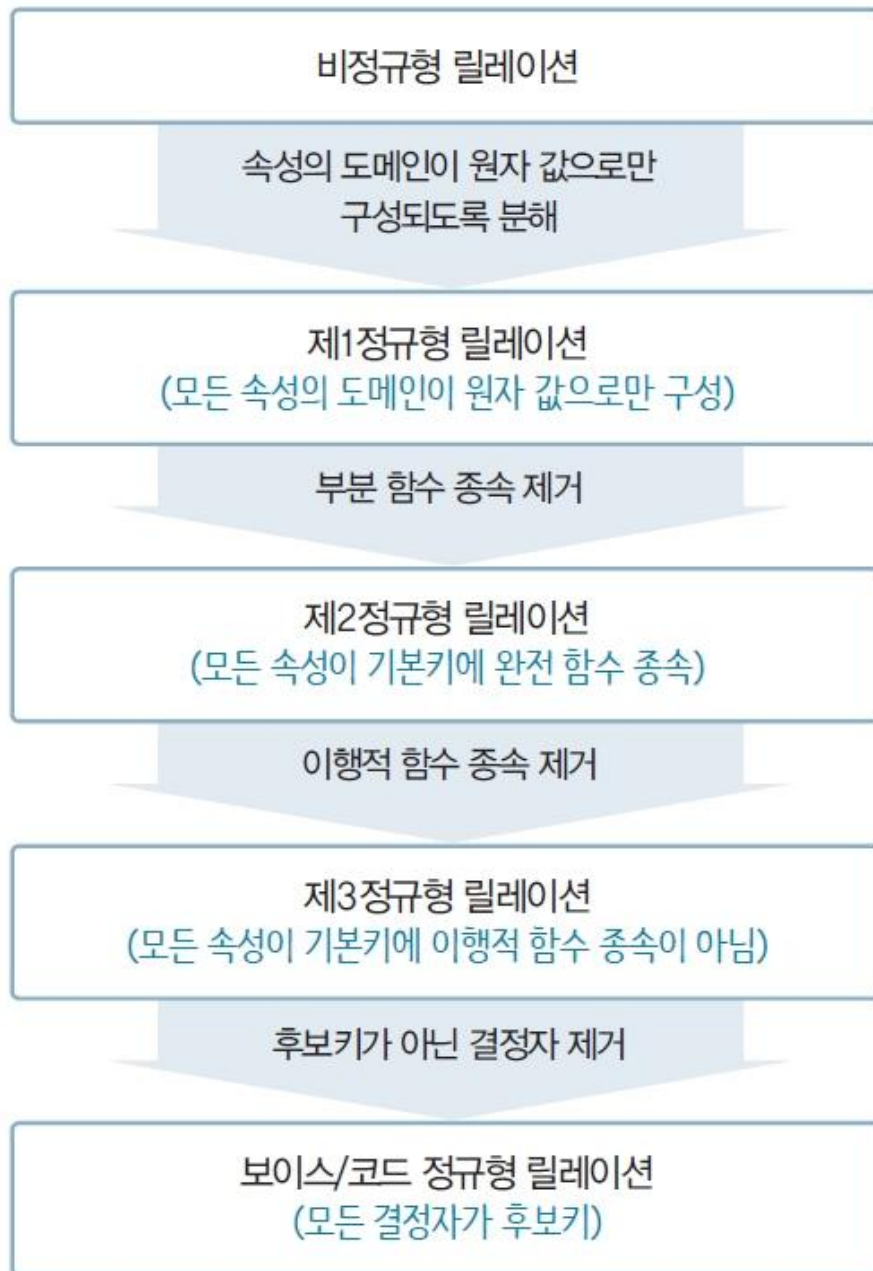 비정규형 릴레이션
속성의 도메인이 원자 값으로만
구성되도록 분해
제1정규형 릴레이션
(모든 속성의 도메인이 원자 값으로만 구성)
부분 함수 종속 제거
제2정규형 릴레이션
(모든 속성이 기본키에 완전 함수 종속)
이행적 함수 종속 제거
제3정규형 릴레이션
(모든 속성이 기본키에 이행적 함수 종속이 아님)
후보키가 아닌 결정자 제거
보이스/코드 정규형 릴레이션
(모든 결정자가 후보키)